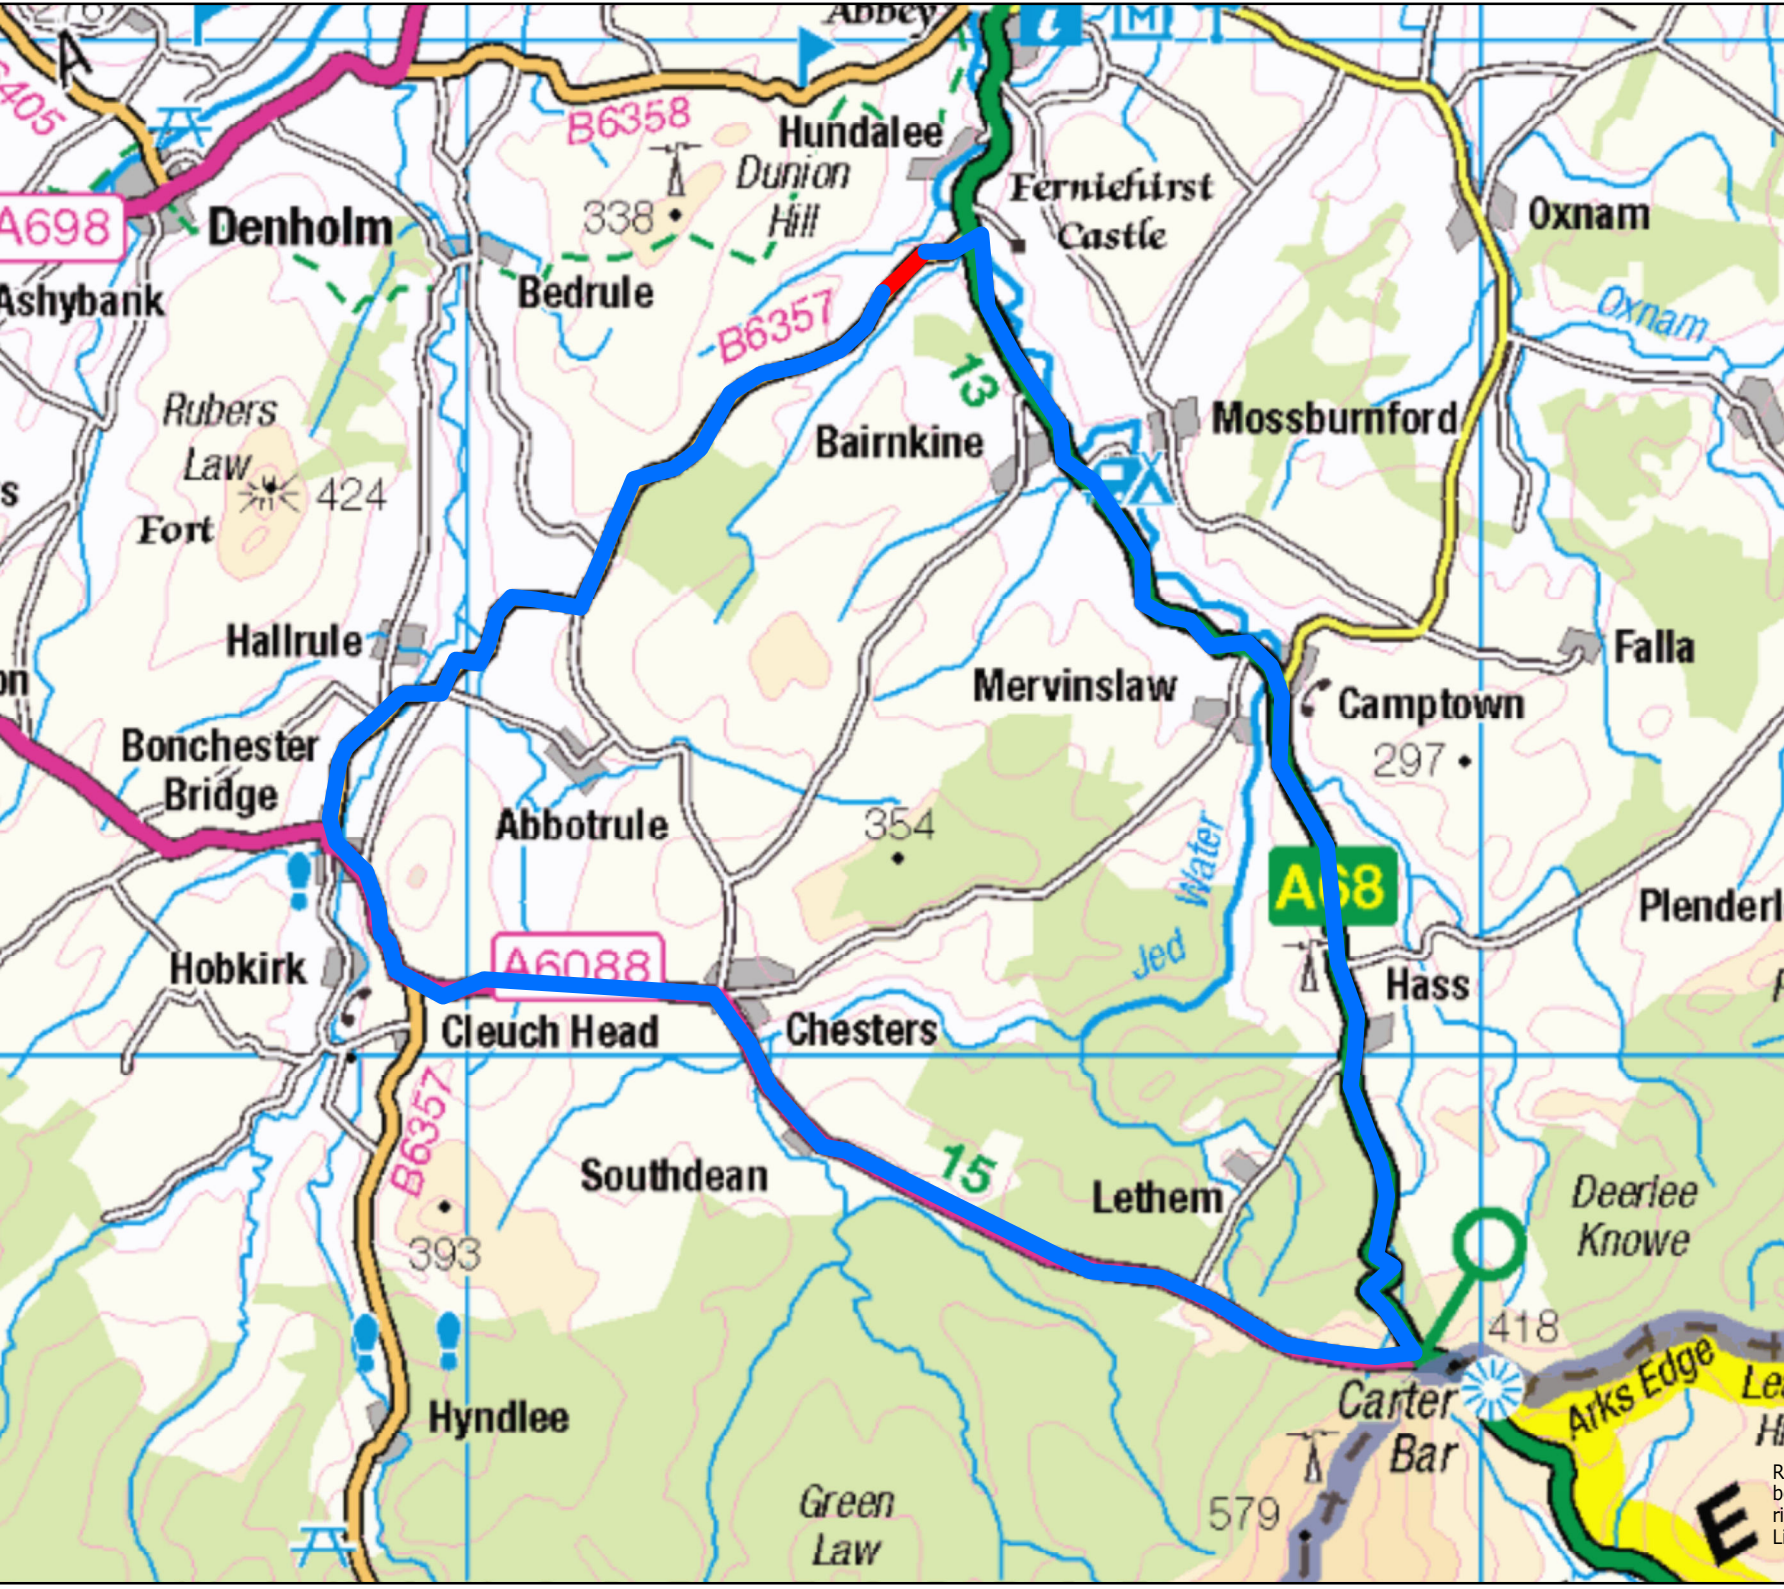 Abbey
i
M
A
B6358
Hundalee
Dunion
Hill
338
Ferniehirst
Castle
Oxnam
A698
Denholm
Bedrule
Ashybank
B6357
Oxnam
13
Rubers
Law
424
Fort
Bairnkine
Mossburnford
Hallrule
Mervinslaw
Falla
Camptown
297
Bonchester
Bridge
Abbotrule
354
Jed Water
A68
Hobkirk
A6088
Hass
Cleuch Head
Chesters
B6357
Southdean
15
Lethem
Deerlee
Knowe
393
418
Hyndlee
Carter
Bar
Arks Edge
Green
Law
579
E